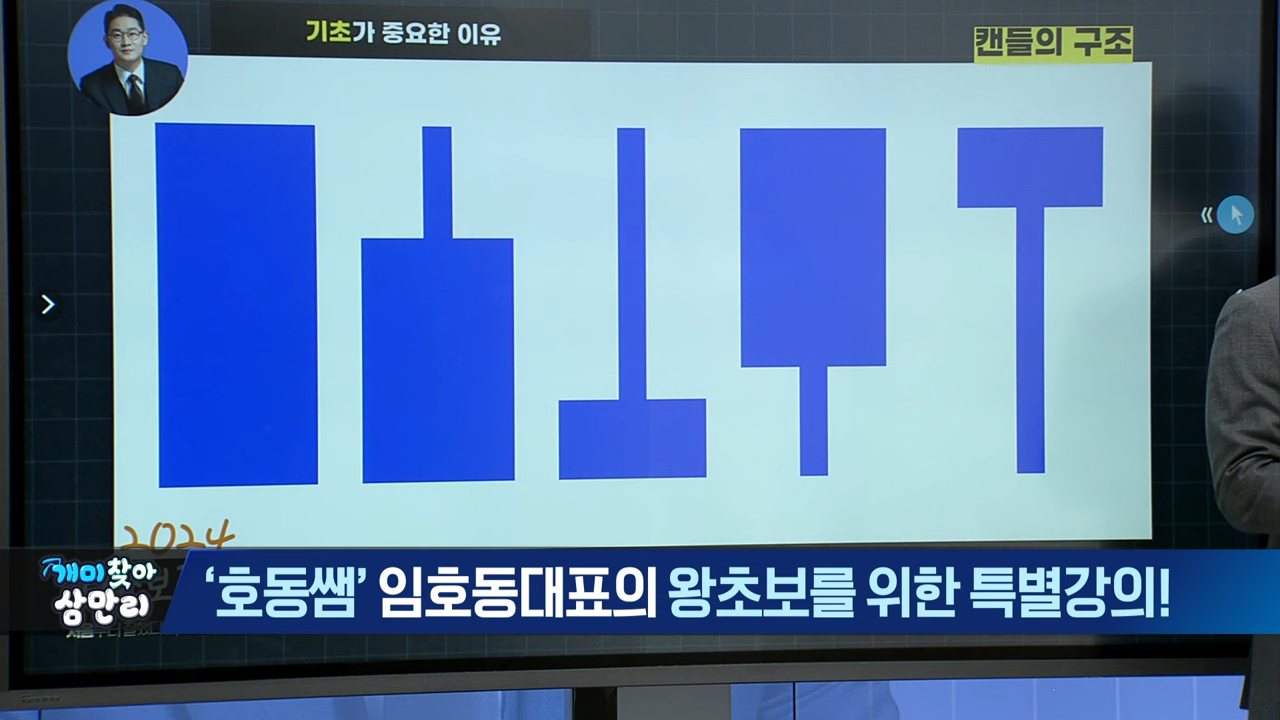 기초가 중요한 이유
캔들의 구조
2024
개미찾아
삼만리
‘호동쌤’ 임호동대표의 왕초보를 위한 특별강의!